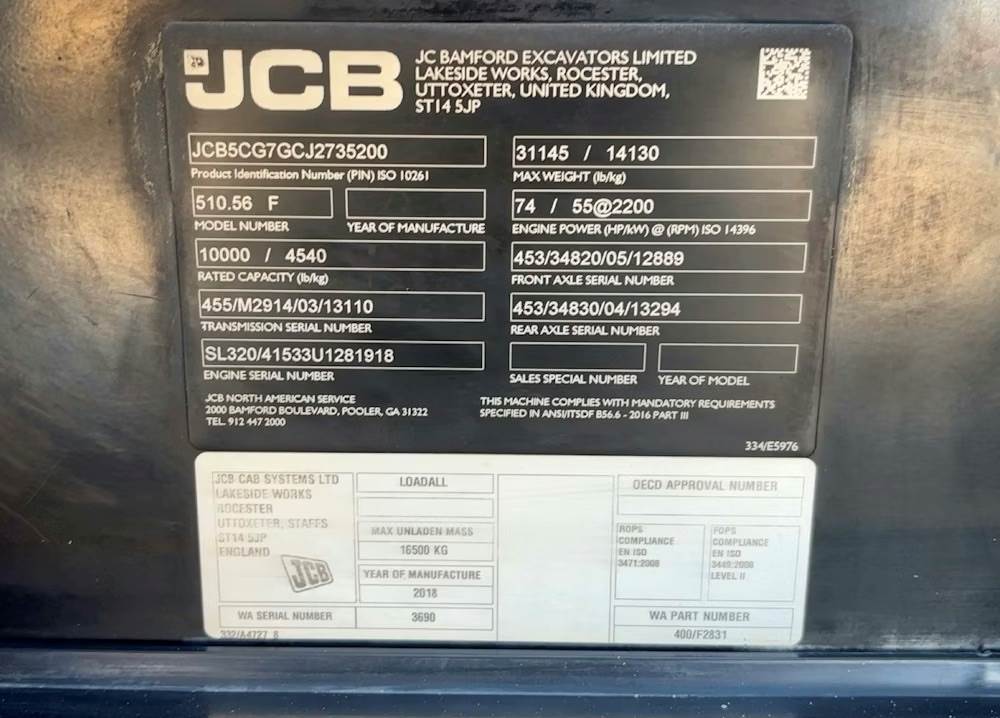 JCB
JC BAMFORD EXCAVATORS LIMITED
LAKESIDE WORKS, ROCESTER,
UTTOXETER, UNITED KINGDOM,
ST14 5JP
JCB5CG7GCJ2735200
Product Identification Number (PIN) ISO 10261
31145 / 14130
MAX WEIGHT (lb/kg)
510.56 F
MODEL NUMBER
YEAR OF MANUFACTURE
74 / 55@2200
ENGINE POWER (HP/kW) @ (RPM) ISO 14396
10000 / 4540
RATED CAPACITY (lb/kg)
453/34820/05/12889
FRONT AXLE SERIAL NUMBER
455/M2914/03/13110
TRANSMISSION SERIAL NUMBER
453/34830/04/13294
REAR AXLE SERIAL NUMBER
SL320/41533U1281918
ENGINE SERIAL NUMBER
SALES SPECIAL NUMBER
YEAR OF MODEL
JCB NORTH AMERICAN SERVICE
2000 BAMFORD BOULEVARD, POOLER, GA 31322
TEL. 912 447 2000
THIS MACHINE COMPLIES WITH MANDATORY REQUIREMENTS
SPECIFIED IN ANSI/ITSDF B56.6 - 2016 PART III
334/E5976
JCB CAB SYSTEMS LTD
LAKESIDE WORKS
ROCESTER
UTTOXETER, STAFFS
ST14 5JP
ENGLAND
JCB
LOADALL
MAX UNLADEN MASS
16500 KG
YEAR OF MANUFACTURE
2018
WA SERIAL NUMBER
3690
332/A4727 8
OECD APPROVAL NUMBER
ROPS
COMPLIANCE
EN ISO
3471:2008
FOPS
COMPLIANCE
EN ISO
3449:2008
LEVEL II
WA PART NUMBER
400/F2831